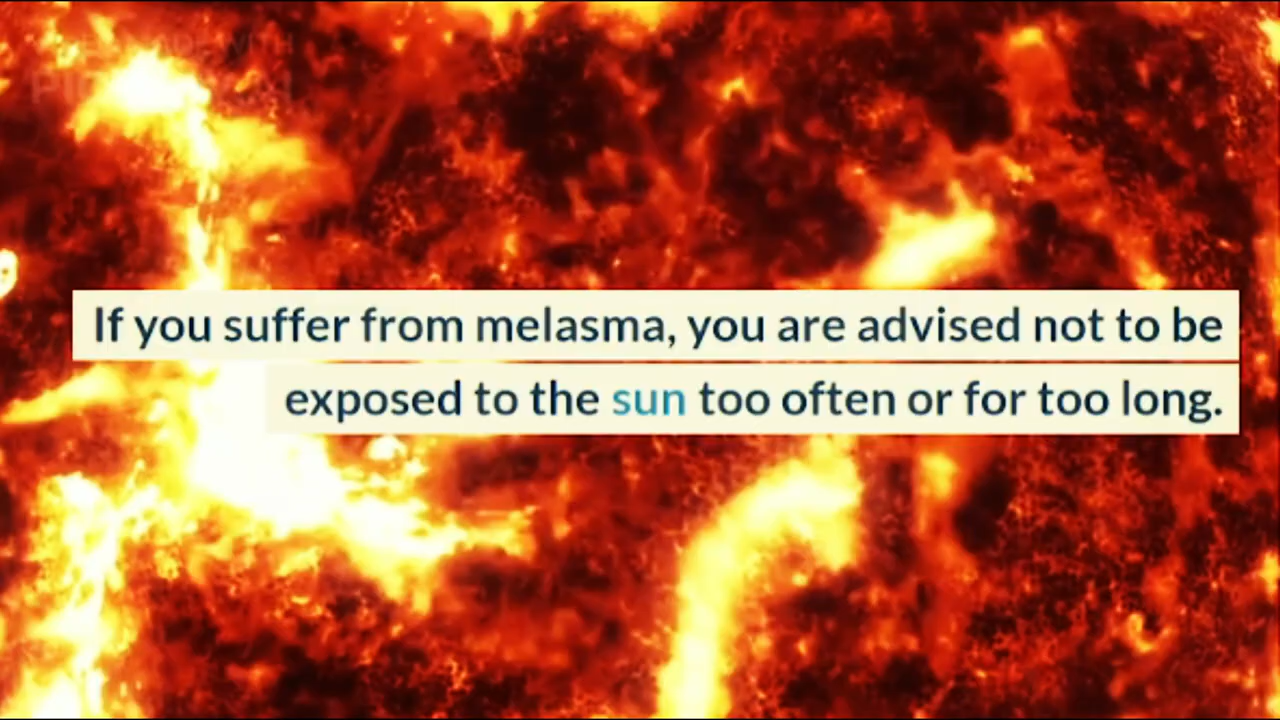 If you suffer from melasma, you are advised not to be
exposed to the sun too often or for too long.